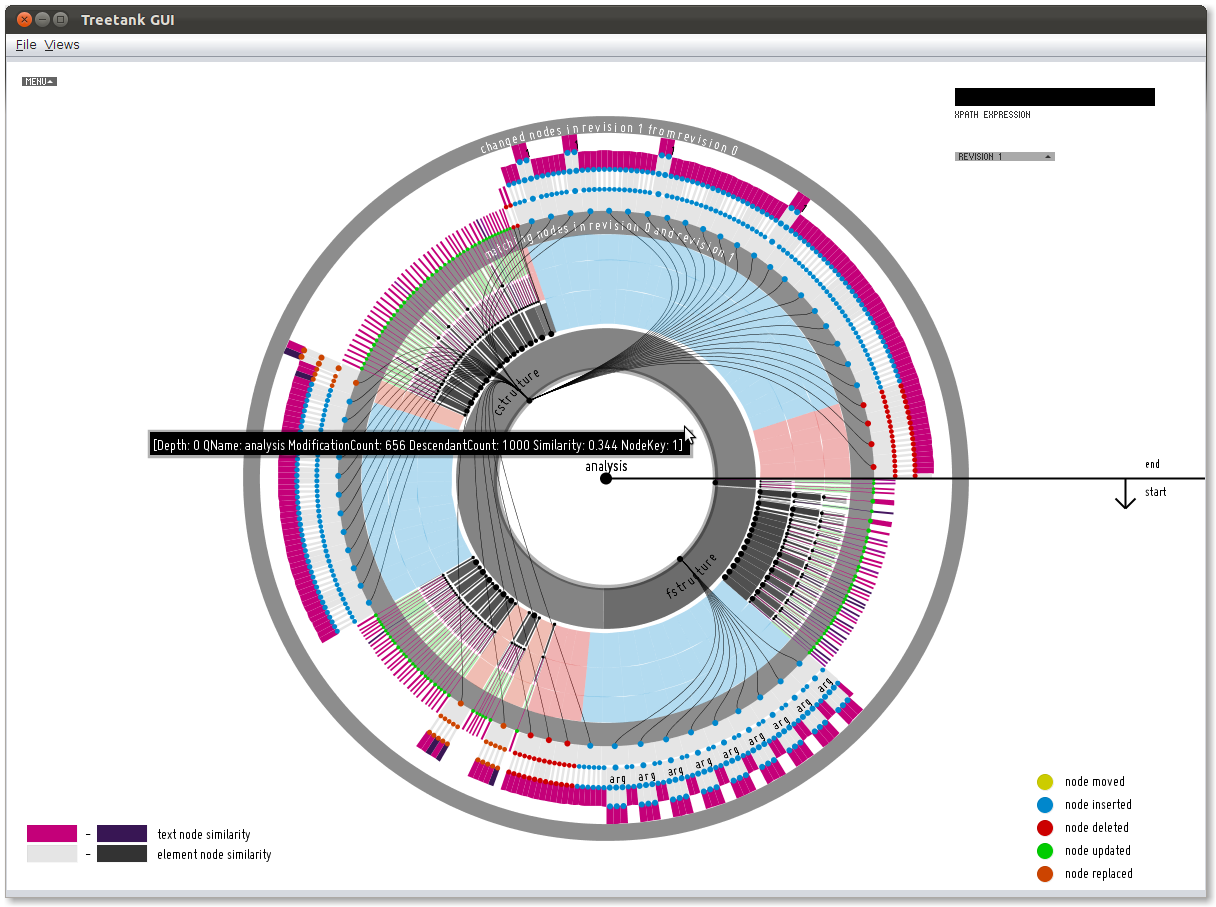 Treetank GUI
File Views
MENU
XPATH EXPRESSION
REVISION 1
changed nodes in revision 1 from revision 0
matching nodes in revision 0 and revision 1
cstructure
[Depth: 0 QName: analysis ModificationCount: 656 DescendantCount: 1000 Similarity: 0.344 NodeKey: 1]
analysis
end
start
fstructure
arg
arg
arg
arg
arg
arg
arg
arg
node moved
node inserted
node deleted
node updated
node replaced
- text node similarity
- element node similarity